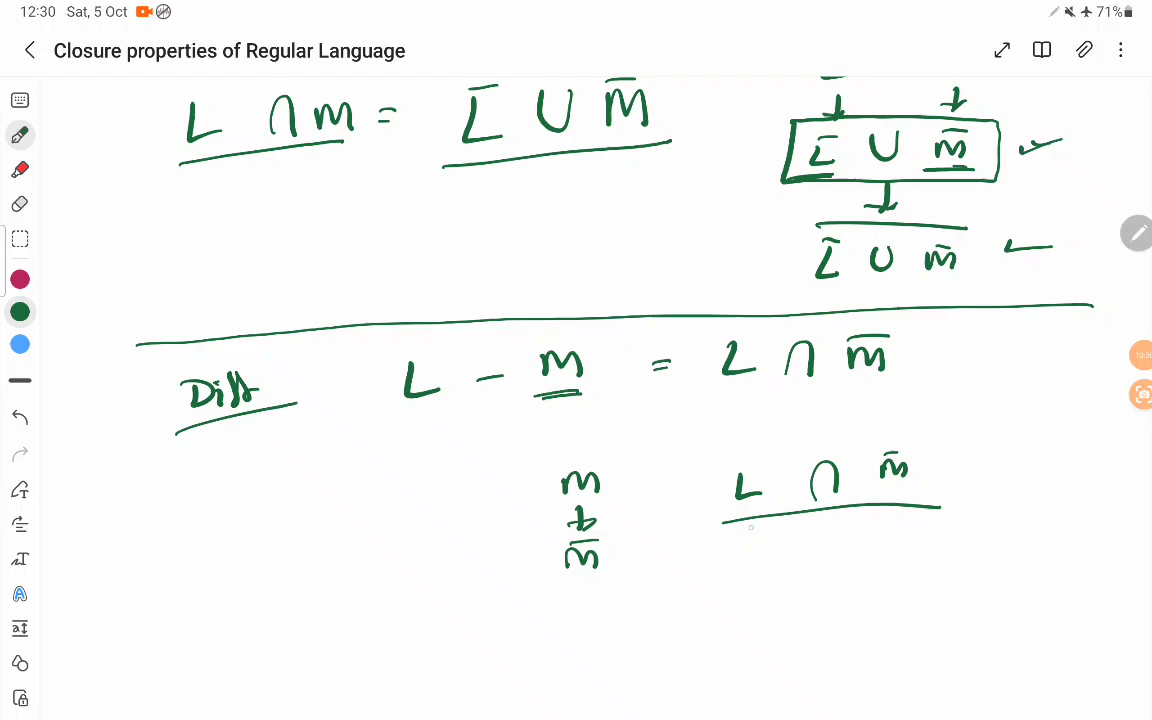 12:30 Sat, 5 Oct 71%
Closure properties of Regular Language
L ∩ M = L̅ ∪ M̅
L̅ ∪ M̅
L̅ ∪ M̅
Diff L - M = L ∩ M̅
M L ∩ M̅
M̅